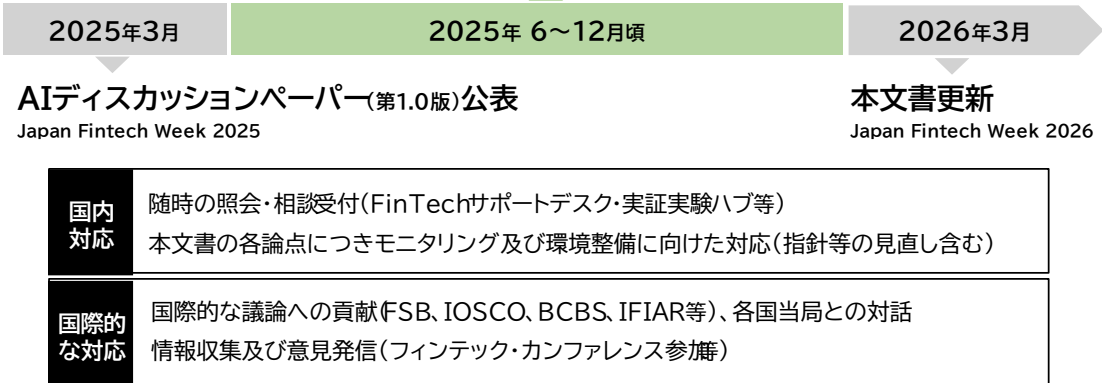 2025年3月
2025年 6～12月頃
2026年3月
AIディスカッションペーパー(第1.0版)公表
Japan Fintech Week 2025
本文書更新
Japan Fintech Week 2026
国内
対応
随時の照会・相談受付（FinTechサポートデスク・実証実験ハブ等）
本文書の各論点につきモニタリング及び環境整備に向けた対応（指針等の見直し含む）
国際的
な対応
国際的な議論への貢献（FSB、IOSCO、BCBS、IFIAR等）、各国当局との対話
情報収集及び意見発信（フィンテック・カンファレンス参加等）